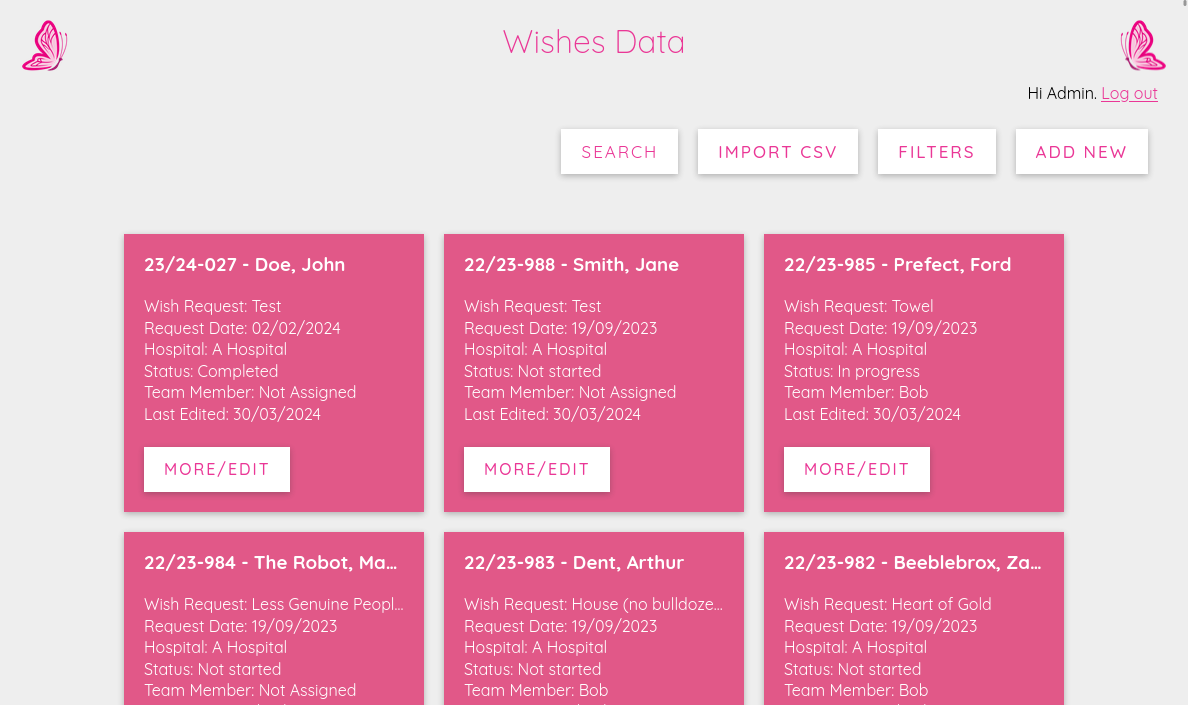 Wishes Data
Hi Admin. Log out
SEARCH
IMPORT CSV
FILTERS
ADD NEW
23/24-027 - Doe, John
Wish Request: Test
Request Date: 02/02/2024
Hospital: A Hospital
Status: Completed
Team Member: Not Assigned
Last Edited: 30/03/2024
MORE/EDIT
22/23-988 - Smith, Jane
Wish Request: Test
Request Date: 19/09/2023
Hospital: A Hospital
Status: Not started
Team Member: Not Assigned
Last Edited: 30/03/2024
MORE/EDIT
22/23-985 - Prefect, Ford
Wish Request: Towel
Request Date: 19/09/2023
Hospital: A Hospital
Status: In progress
Team Member: Bob
Last Edited: 30/03/2024
MORE/EDIT
22/23-984 - The Robot, Ma...
Wish Request: Less Genuine Peopl...
Request Date: 19/09/2023
Hospital: A Hospital
Status: Not started
Team Member: Not Assigned
22/23-983 - Dent, Arthur
Wish Request: House (no bulldoze...
Request Date: 19/09/2023
Hospital: A Hospital
Status: Not started
Team Member: Bob
22/23-982 - Beeblebrox, Za...
Wish Request: Heart of Gold
Request Date: 19/09/2023
Hospital: A Hospital
Status: Not started
Team Member: Bob